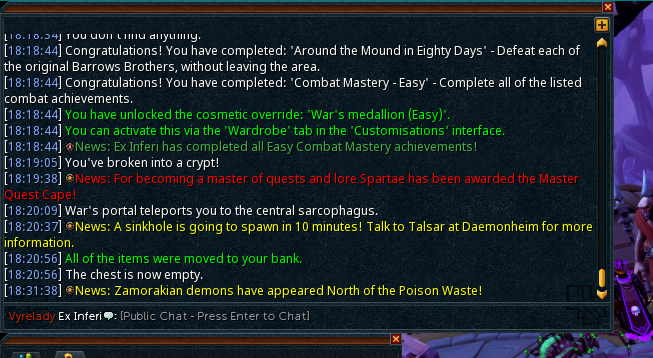 [18:18:34] You don't find anything.
[18:18:44] Congratulations! You have completed: 'Around the Mound in Eighty Days' - Defeat each of
the original Barrows Brothers, without leaving the area.
[18:18:44] Congratulations! You have completed: 'Combat Mastery - Easy' - Complete all of the listed
combat achievements.
[18:18:44] You have unlocked the cosmetic override: 'War's medallion (Easy)'.
[18:18:44] You can activate this via the 'Wardrobe' tab in the 'Customisations' interface.
[18:18:44] News: Ex Inferi has completed all Easy Combat Mastery achievements!
[18:19:05] You've broken into a crypt!
[18:19:38] News: For becoming a master of quests and lore Spartae has been awarded the Master
Quest Cape!
[18:20:09] War's portal teleports you to the central sarcophagus.
[18:20:37] News: A sinkhole is going to spawn in 10 minutes! Talk to Talsar at Daemonheim for more
information.
[18:20:56] All of the items were moved to your bank.
[18:20:56] The chest is now empty.
[18:31:38] News: Zamorakian demons have appeared North of the Poison Waste!
Vyrelady Ex Inferi: [Public Chat - Press Enter to Chat]